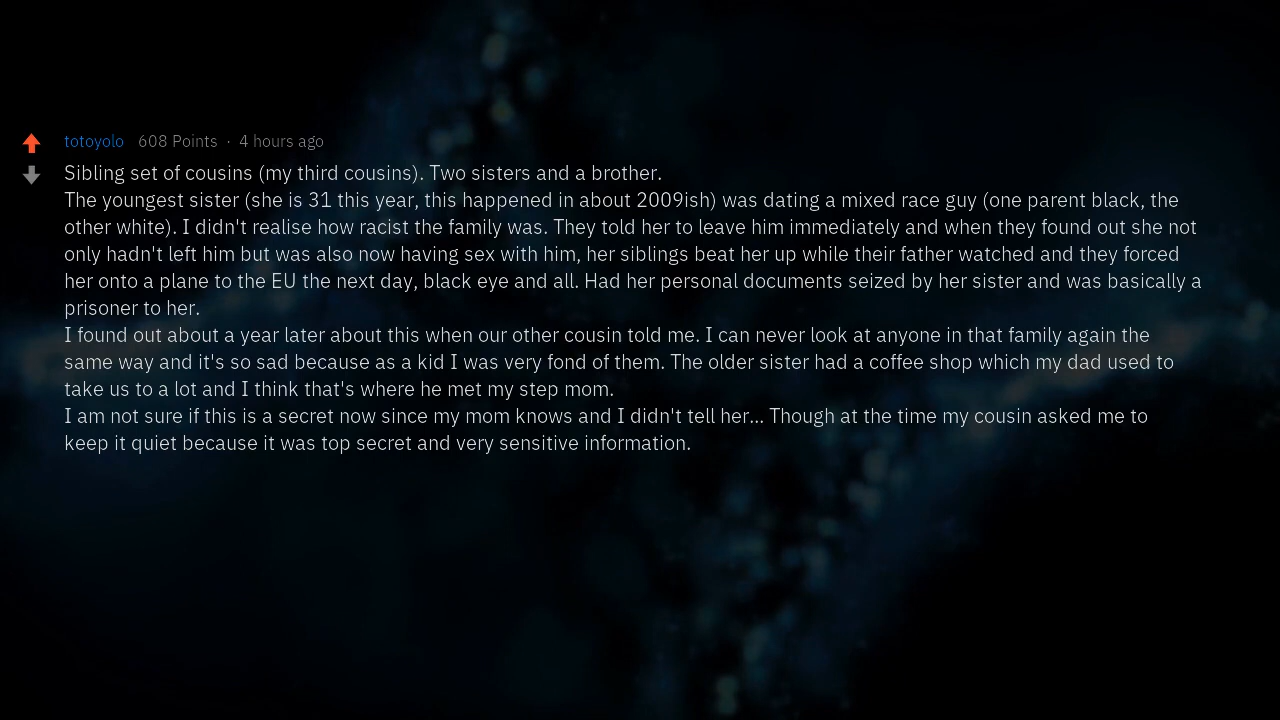 totoyolo 608 Points · 4 hours ago
Sibling set of cousins (my third cousins). Two sisters and a brother.
The youngest sister (she is 31 this year, this happened in about 2009ish) was dating a mixed race guy (one parent black, the
other white). I didn't realise how racist the family was. They told her to leave him immediately and when they found out she not
only hadn't left him but was also now having sex with him, her siblings beat her up while their father watched and they forced
her onto a plane to the EU the next day, black eye and all. Had her personal documents seized by her sister and was basically a
prisoner to her.
I found out about a year later about this when our other cousin told me. I can never look at anyone in that family again the
same way and it's so sad because as a kid I was very fond of them. The older sister had a coffee shop which my dad used to
take us to a lot and I think that's where he met my step mom.
I am not sure if this is a secret now since my mom knows and I didn't tell her... Though at the time my cousin asked me to
keep it quiet because it was top secret and very sensitive information.